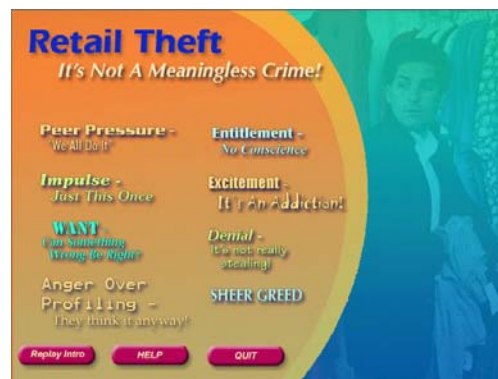 Retail Theft
It's Not A Meaningless Crime!
Peer Pressure -
"We All Do It"
Impulse -
Just This Once
WANT -
Can Something
Wrong Be Right?
Anger Over
Profiling -
They think it anyway!!
Entitlement -
No Conscience
Excitement -
It's An Addiction!
Denial -
It's not really
stealing!
SHEER GREED
Replay Intro
HELP
QUIT